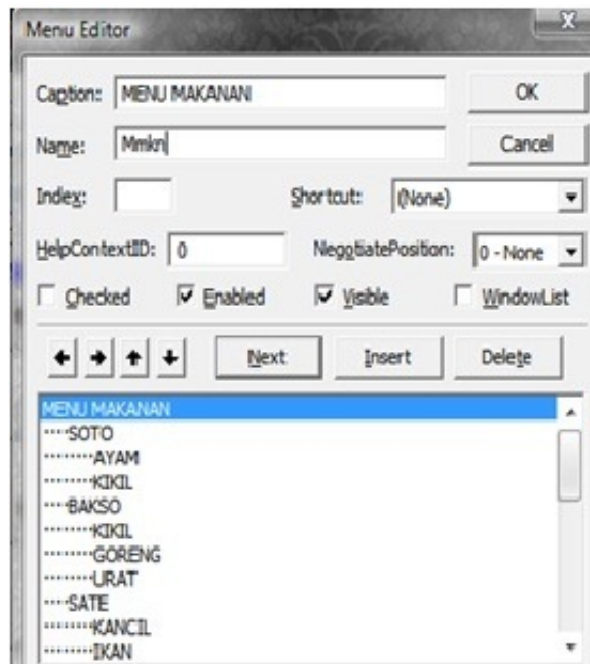 Menu Editor
Caption: MENU MAKANAN OK
Name: Mmkn Cancel
Index: Shortcut: (None)
HelpContextID: 0 NegotiatePosition: 0 - None
Checked Enabled Visible WindowList
Next Insert Delete
MENU MAKANAN
····SOTO
········AYAM
········KIKIL
····BAKSO
········KIKIL
········GORENG
········URAT
····SATE
········KANCIL
········IKAN